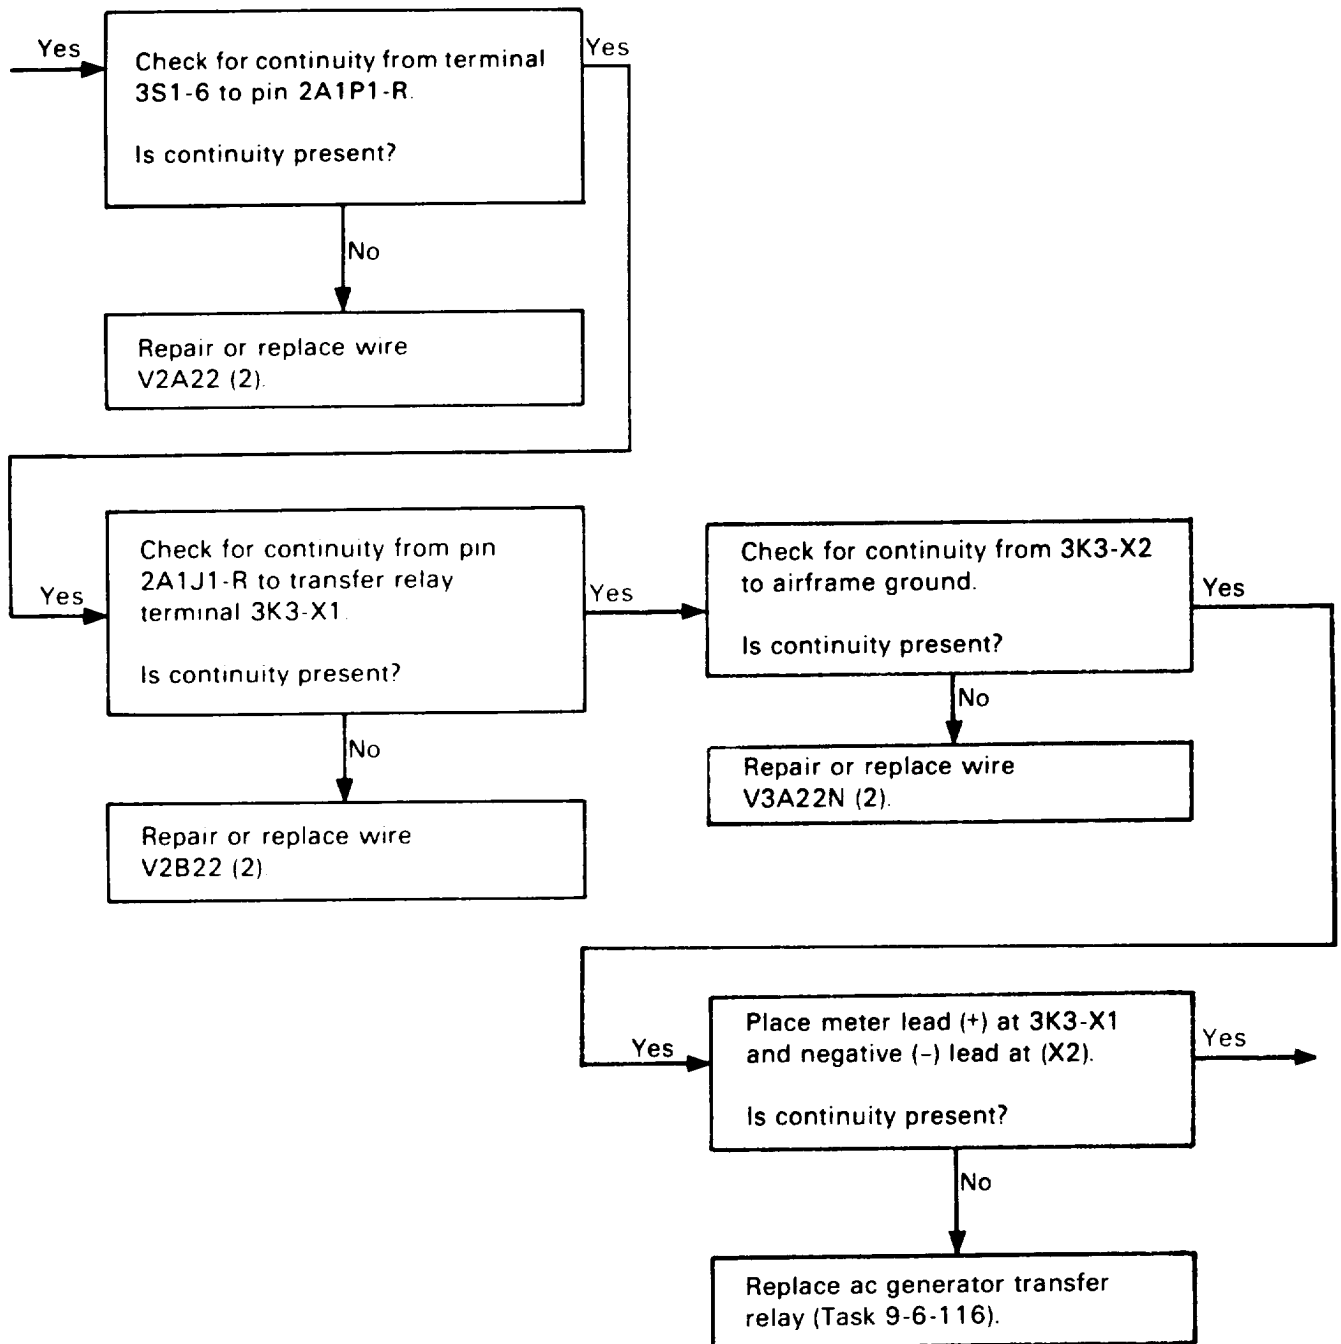 Yes
Check for continuity from terminal
3S1-6 to pin 2A1P1-R.
Is continuity present?
Yes
No
Repair or replace wire
V2A22 (2).
Yes
Check for continuity from pin
2A1J1-R to transfer relay
terminal 3K3-X1.
Is continuity present?
Yes
No
Repair or replace wire
V2B22 (2)
Check for continuity from 3K3-X2
to airframe ground.
Is continuity present?
Yes
No
Repair or replace wire
V3A22N (2).
Yes
Place meter lead (+) at 3K3-X1
and negative (-) lead at (X2).
Is continuity present?
Yes
No
Replace ac generator transfer
relay (Task 9-6-116).